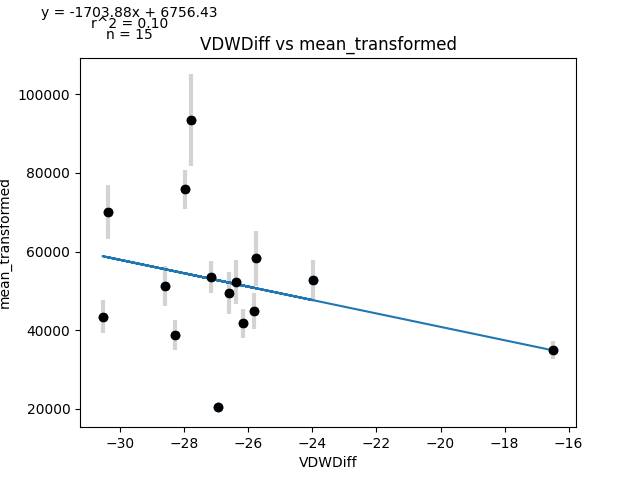 y = -1703.88x + 6756.43
r^2 = 0.10
n = 15
VDWDiff vs mean_transformed
mean_transformed
100000
80000
60000
40000
20000
−30
−28
−26
−24
−22
−20
−18
−16
VDWDiff